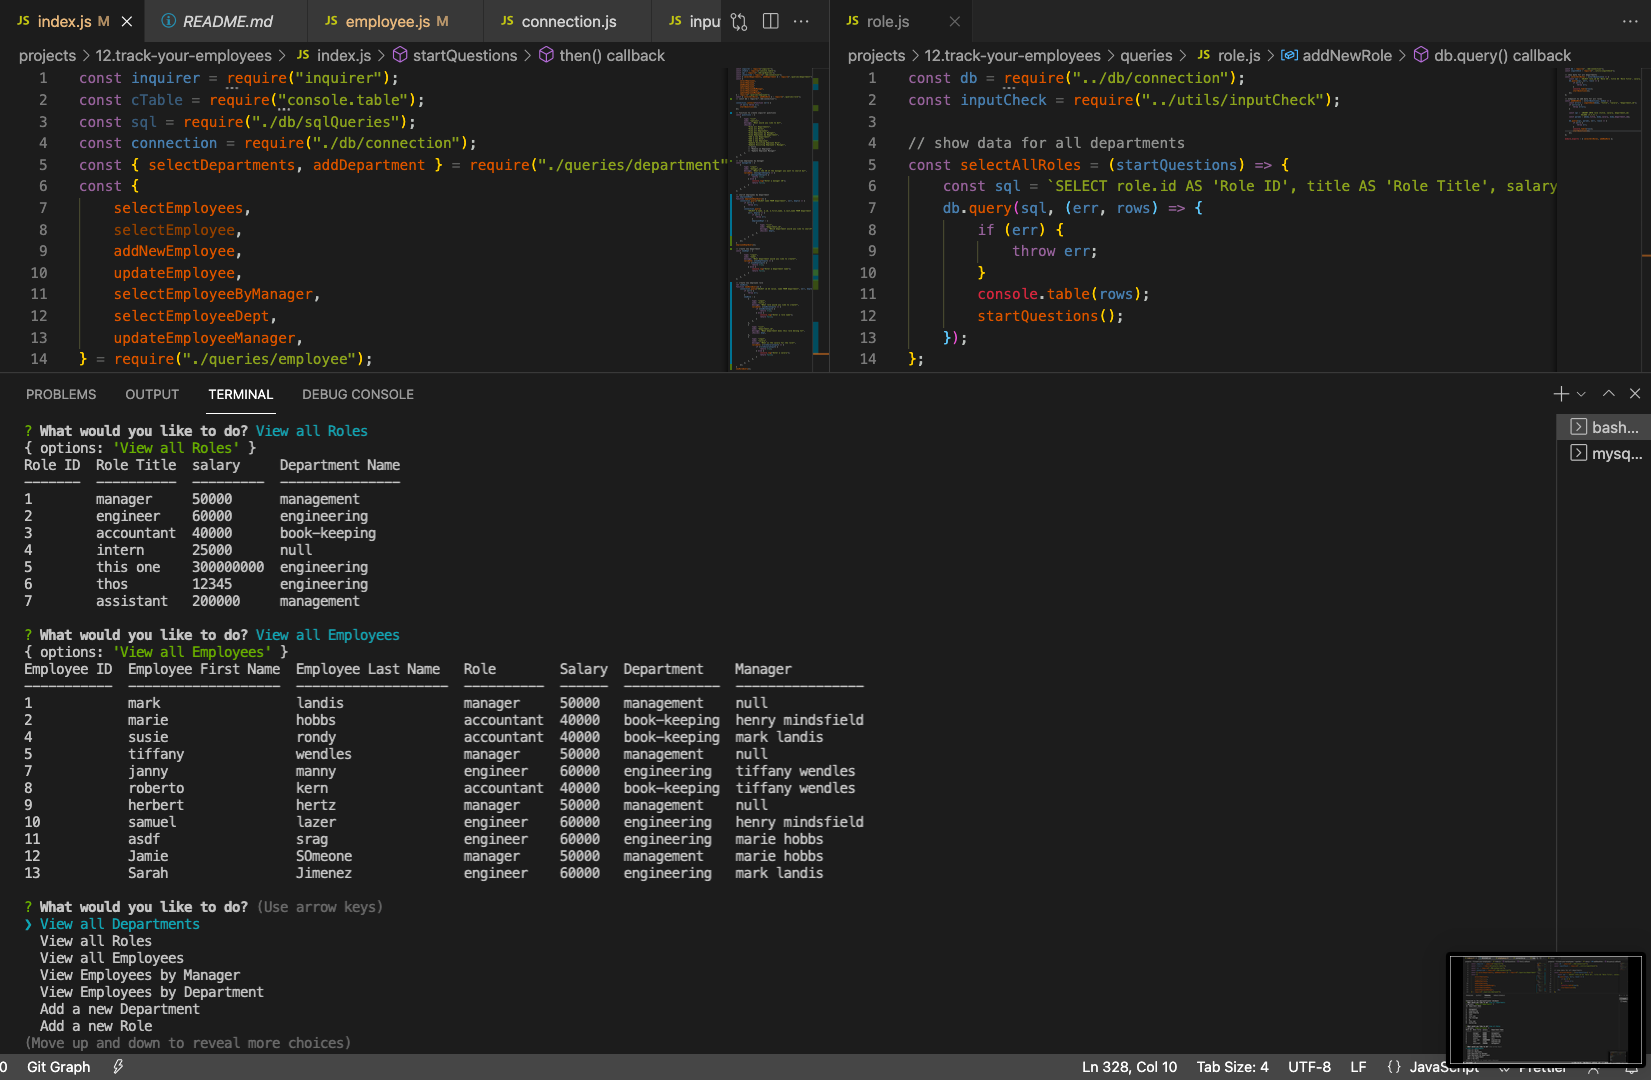 JS index.js M
README.md
JS employee.js M
JS connection.js
JS inpu
JS role.js
projects > 12.track-your-employees > JS index.js > startQuestions > then() callback
projects > 12.track-your-employees > queries > JS role.js > addNewRole > db.query() callback
1 const inquirer = require("inquirer");
2 const cTable = require("console.table");
3 const sql = require("./db/sqlQueries");
4 const connection = require("./db/connection");
5 const { selectDepartments, addDepartment } = require("./queries/department"
6 const {
7 selectEmployees,
8 selectEmployee,
9 addNewEmployee,
10 updateEmployee,
11 selectEmployeeByManager,
12 selectEmployeeDept,
13 updateEmployeeManager,
14 } = require("./queries/employee");
1 const db = require("../db/connection");
2 const inputCheck = require("../utils/inputCheck");
3
4 // show data for all departments
5 const selectAllRoles = (startQuestions) => {
6 const sql = `SELECT role.id AS 'Role ID', title AS 'Role Title', salary
7 db.query(sql, (err, rows) => {
8 if (err) {
9 throw err;
10 }
11 console.table(rows);
12 startQuestions();
13 });
14 };
PROBLEMS OUTPUT TERMINAL DEBUG CONSOLE
bash...
mysq...
? What would you like to do? View all Roles
{ options: 'View all Roles' }
Role ID Role Title salary Department Name
------- ---------- --------- ---------------
1 manager 50000 management
2 engineer 60000 engineering
3 accountant 40000 book-keeping
4 intern 25000 null
5 this one 300000000 engineering
6 thos 12345 engineering
7 assistant 200000 management
? What would you like to do? View all Employees
{ options: 'View all Employees' }
Employee ID Employee First Name Employee Last Name Role Salary Department Manager
----------- ------------------- ------------------- ---------- ------ ------------ ----------------
1 mark landis manager 50000 management null
2 marie hobbs accountant 40000 book-keeping henry mindsfield
4 susie rondy accountant 40000 book-keeping mark landis
5 tiffany wendles manager 50000 management null
7 janny manny engineer 60000 engineering tiffany wendles
8 roberto kern accountant 40000 book-keeping tiffany wendles
9 herbert hertz manager 50000 management null
10 samuel lazer engineer 60000 engineering henry mindsfield
11 asdf srag engineer 60000 engineering marie hobbs
12 Jamie SOmeone manager 50000 management marie hobbs
13 Sarah Jimenez engineer 60000 engineering mark landis
? What would you like to do? (Use arrow keys)
❯ View all Departments
View all Roles
View all Employees
View Employees by Manager
View Employees by Department
Add a new Department
Add a new Role
(Move up and down to reveal more choices)
0 Git Graph
Ln 328, Col 10 Tab Size: 4 UTF-8 LF {} JavaScript Prettier